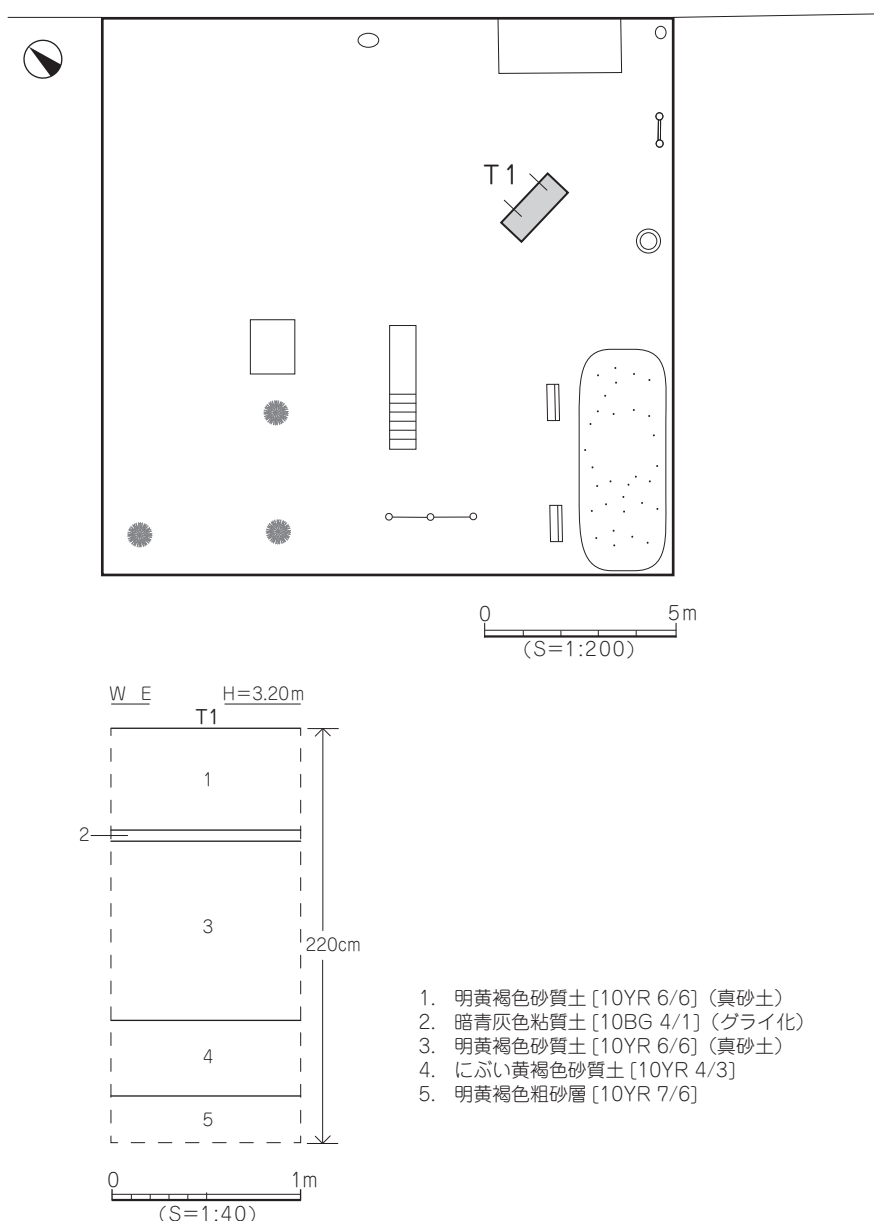 T1
0 5m
(S=1:200)
W E H=3.20m
T1
1
2
3
220cm
4
5
1. 明黄褐色砂質土 [10YR 6/6] (真砂土)
2. 暗青灰色粘質土 [10BG 4/1] (グライ化)
3. 明黄褐色砂質土 [10YR 6/6] (真砂土)
4. にぶい黄褐色砂質土 [10YR 4/3]
5. 明黄褐色粗砂層 [10YR 7/6]
0 1m
(S=1:40)